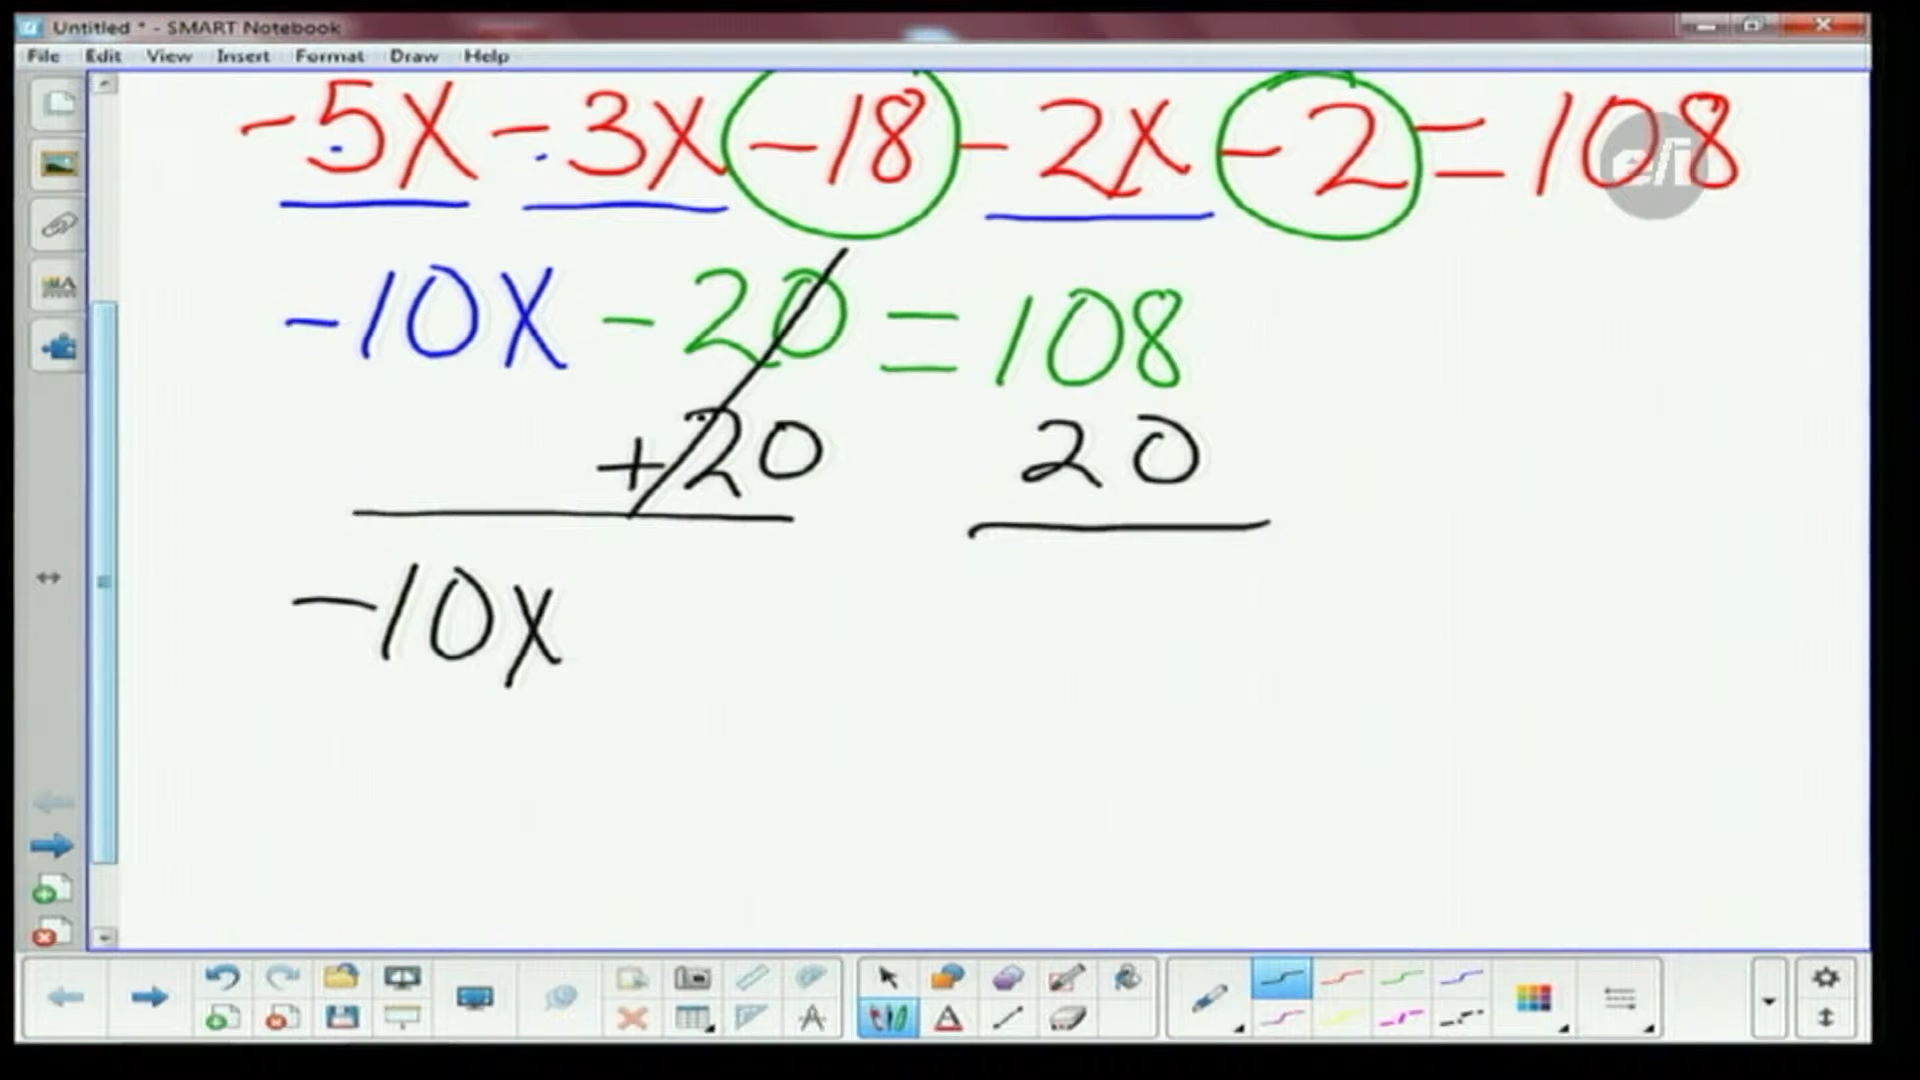 Untitled * - SMART Notebook
File Edit View Insert Format Draw Help
-5x - 3x -18 - 2x -2 = 108
-10x - 20 = 108
+20 20
-10x